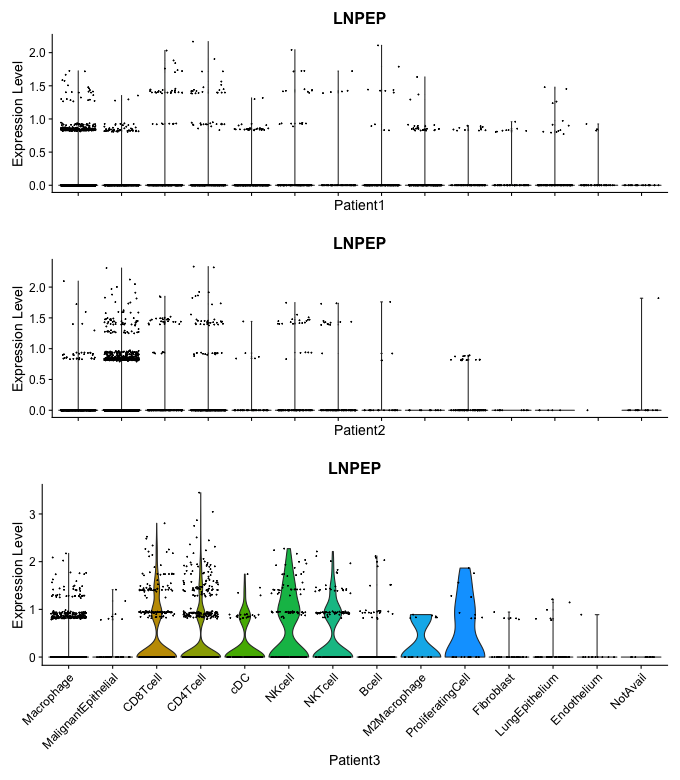 LNPEP
Expression Level
2.0
1.5
1.0
0.5
0.0
Patient1
LNPEP
Expression Level
2.0
1.5
1.0
0.5
0.0
Patient2
LNPEP
Expression Level
3
2
1
0
Macrophage
MalignantEpithelial
CD8Tcell
CD4Tcell
cDC
NKcell
NKTcell
Bcell
M2Macrophage
ProliferatingCell
Fibroblast
LungEpithelium
Endothelium
NotAvail
Patient3